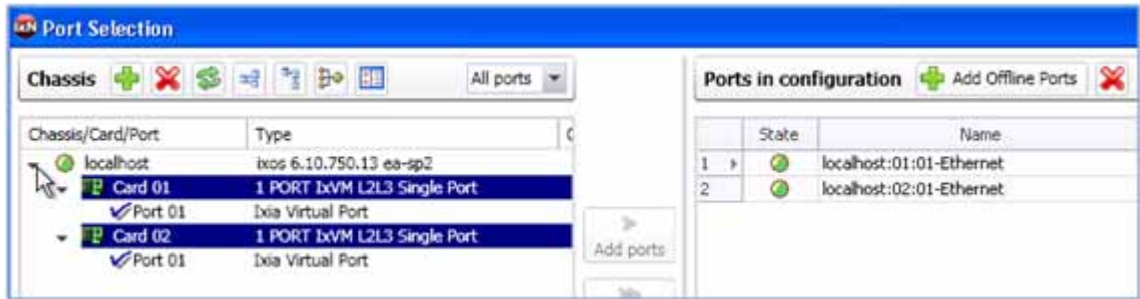 IxN Port Selection
Chassis All ports
Chassis/Card/Port Type
localhost ixos 6.10.750.13 ea-sp2
Card 01 1 PORT IxVM L2L3 Single Port
Port 01 Ixia Virtual Port
Card 02 1 PORT IxVM L2L3 Single Port
Port 01 Ixia Virtual Port
Add ports
Ports in configuration Add Offline Ports
State Name
1 localhost:01:01-Ethernet
2 localhost:02:01-Ethernet